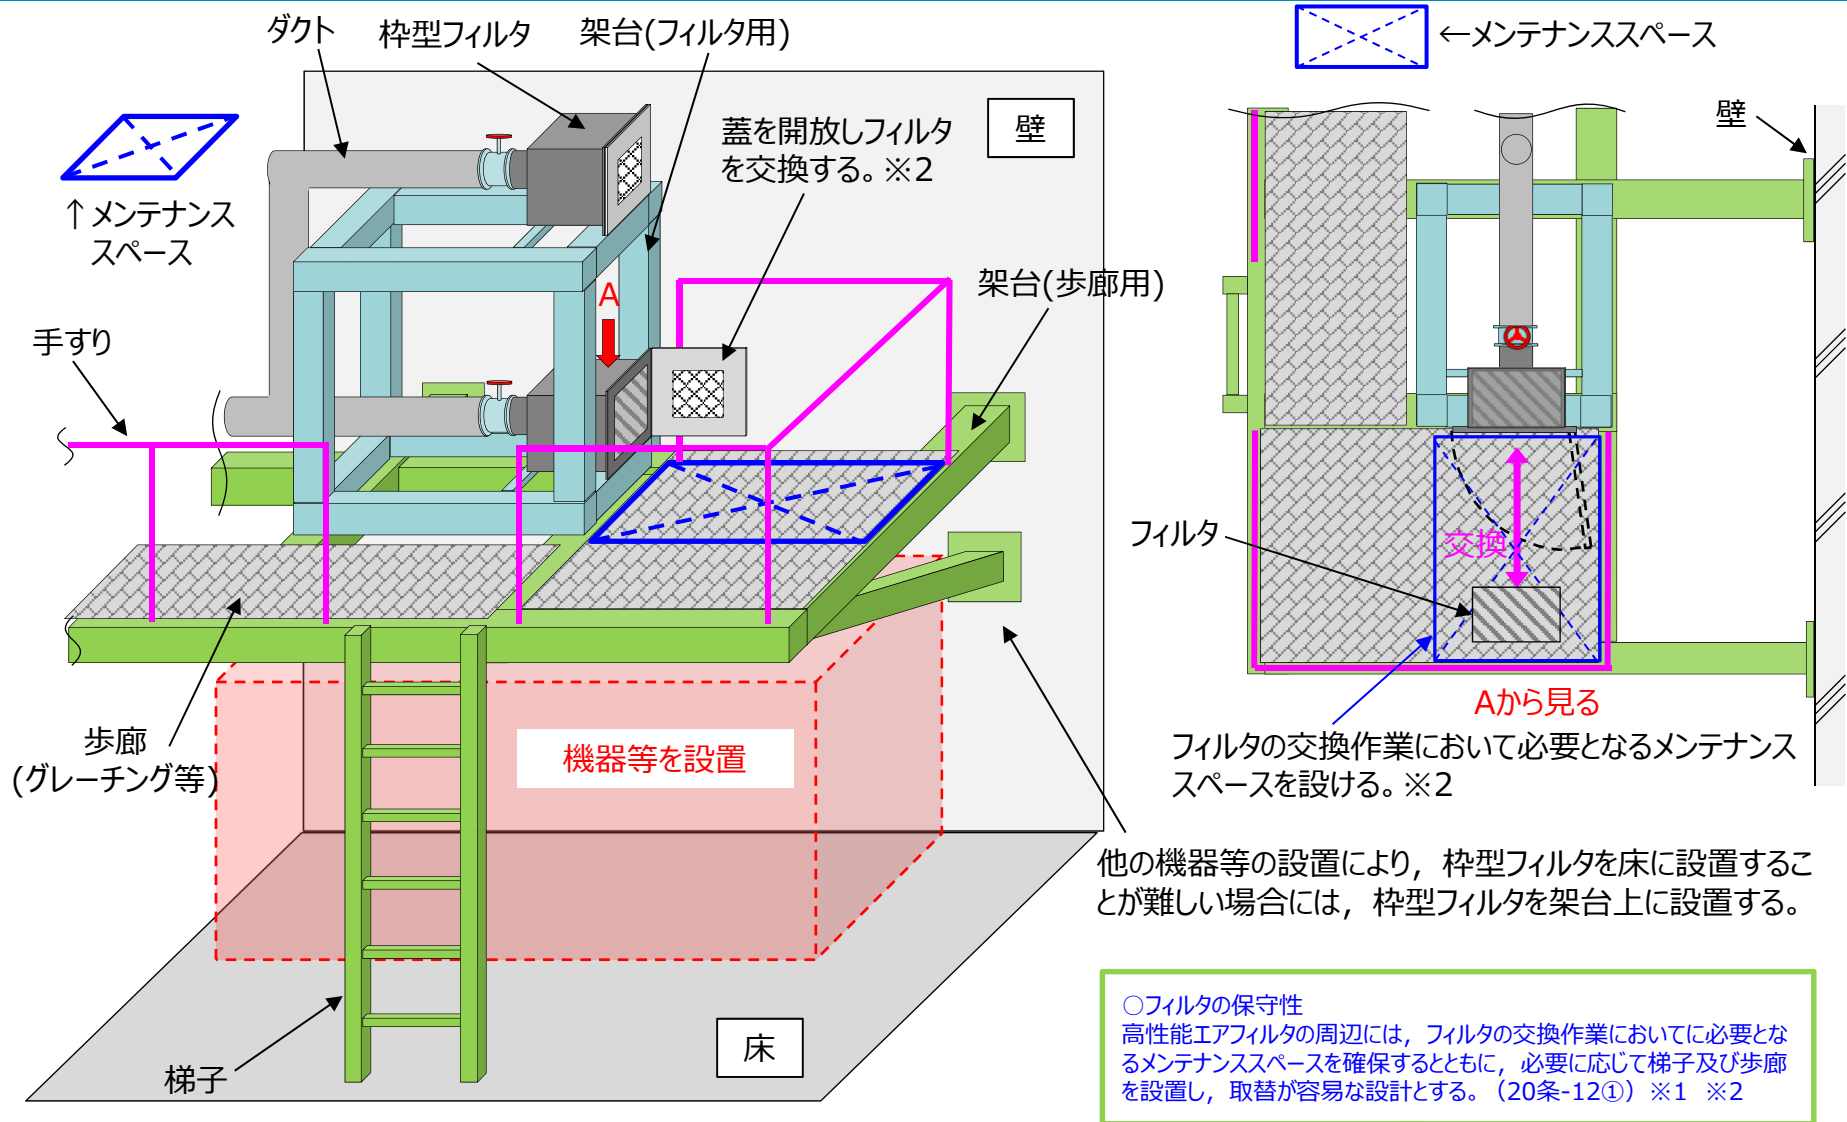 ダクト
枠型フィルタ
架台(フィルタ用)
←メンテナンススペース
壁
壁
蓋を開放しフィルタ
を交換する。※2
↑メンテナンス
スペース
A
架台(歩廊用)
手すり
交換
フィルタ
Aから見る
フィルタの交換作業において必要となるメンテナンス
スペースを設ける。※2
歩廊
(グレーチング等)
機器等を設置
他の機器等の設置により，枠型フィルタを床に設置するこ
とが難しい場合には，枠型フィルタを架台上に設置する。
床
梯子
○フィルタの保守性
高性能エアフィルタの周辺には，フィルタの交換作業においてに必要とな
るメンテナンススペースを確保するとともに，必要に応じて梯子及び歩廊
を設置し，取替が容易な設計とする。（20条-12①）※1　※2